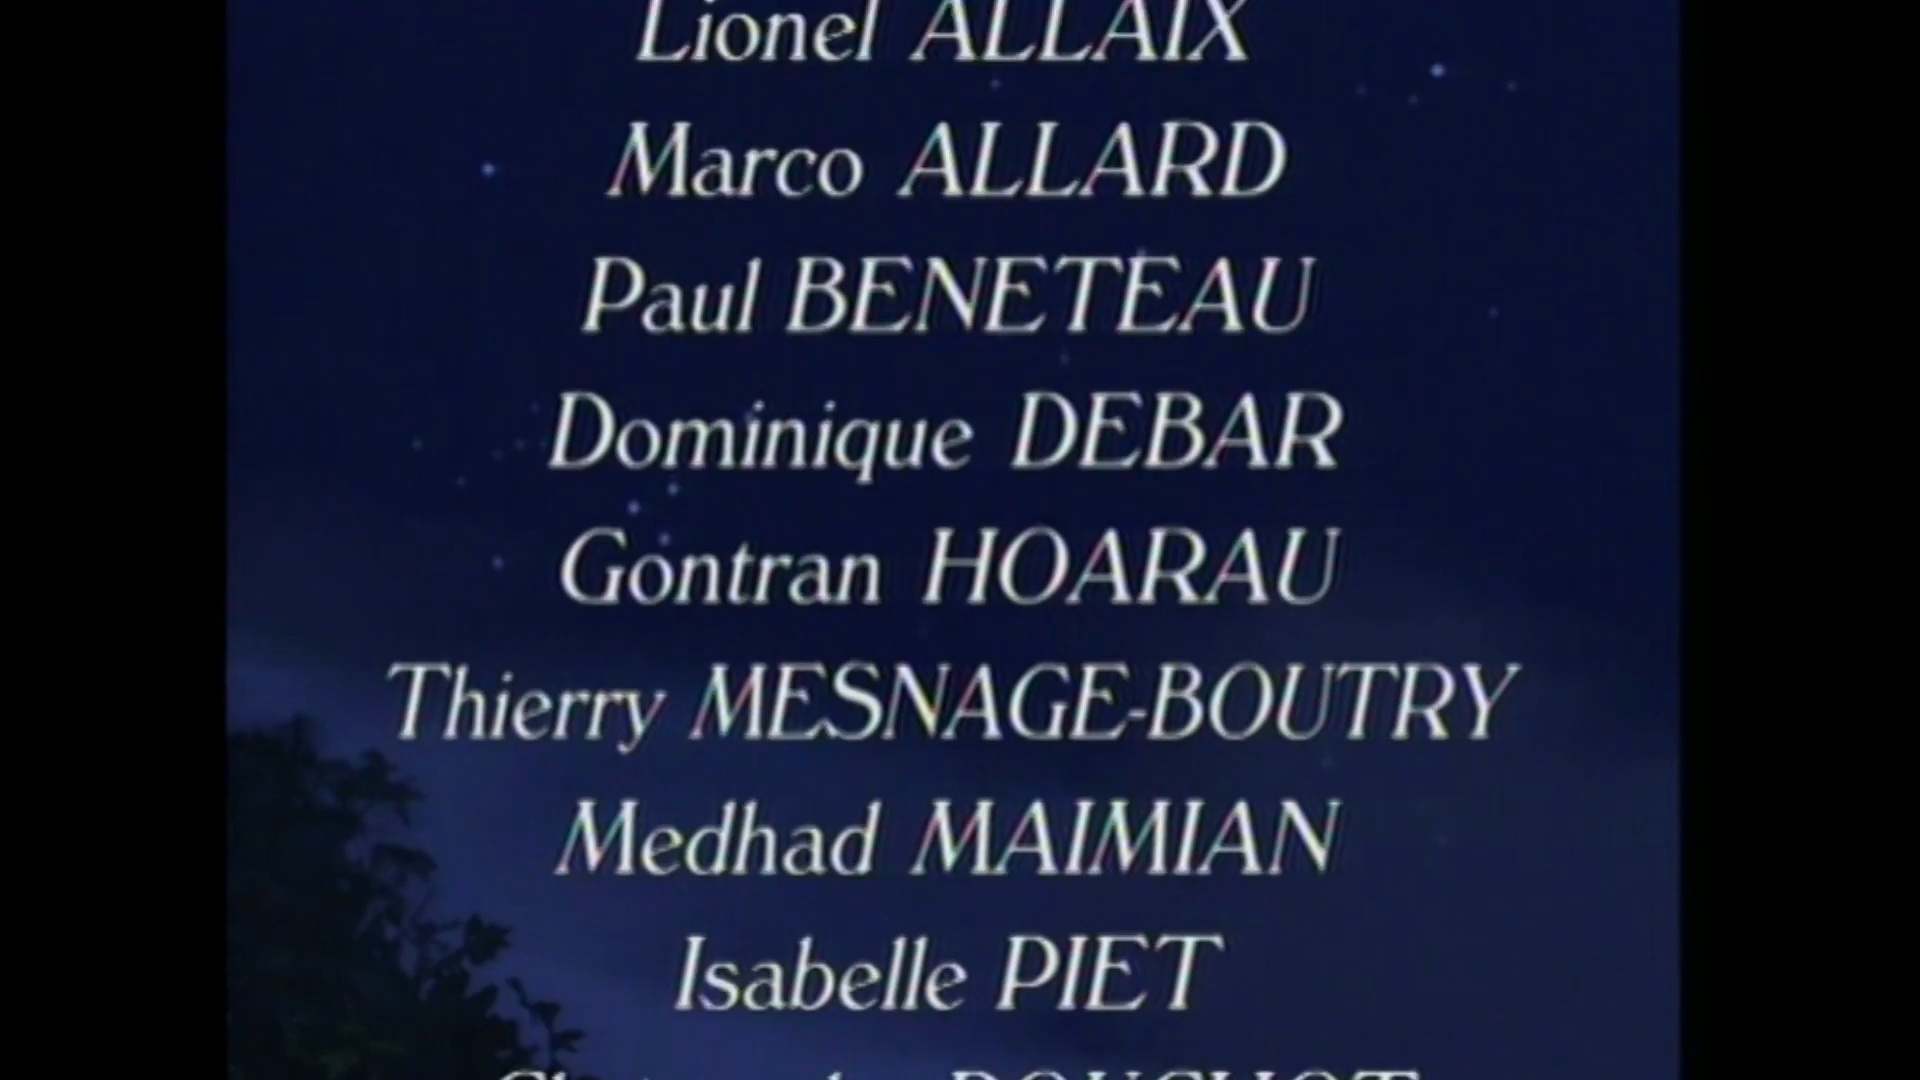 Lionel ALLAIX
Marco ALLARD
Paul BENETEAU
Dominique DEBAR
Gontran HOARAU
Thierry MESNAGE-BOUTRY
Medhad MAIMIAN
Isabelle PIET